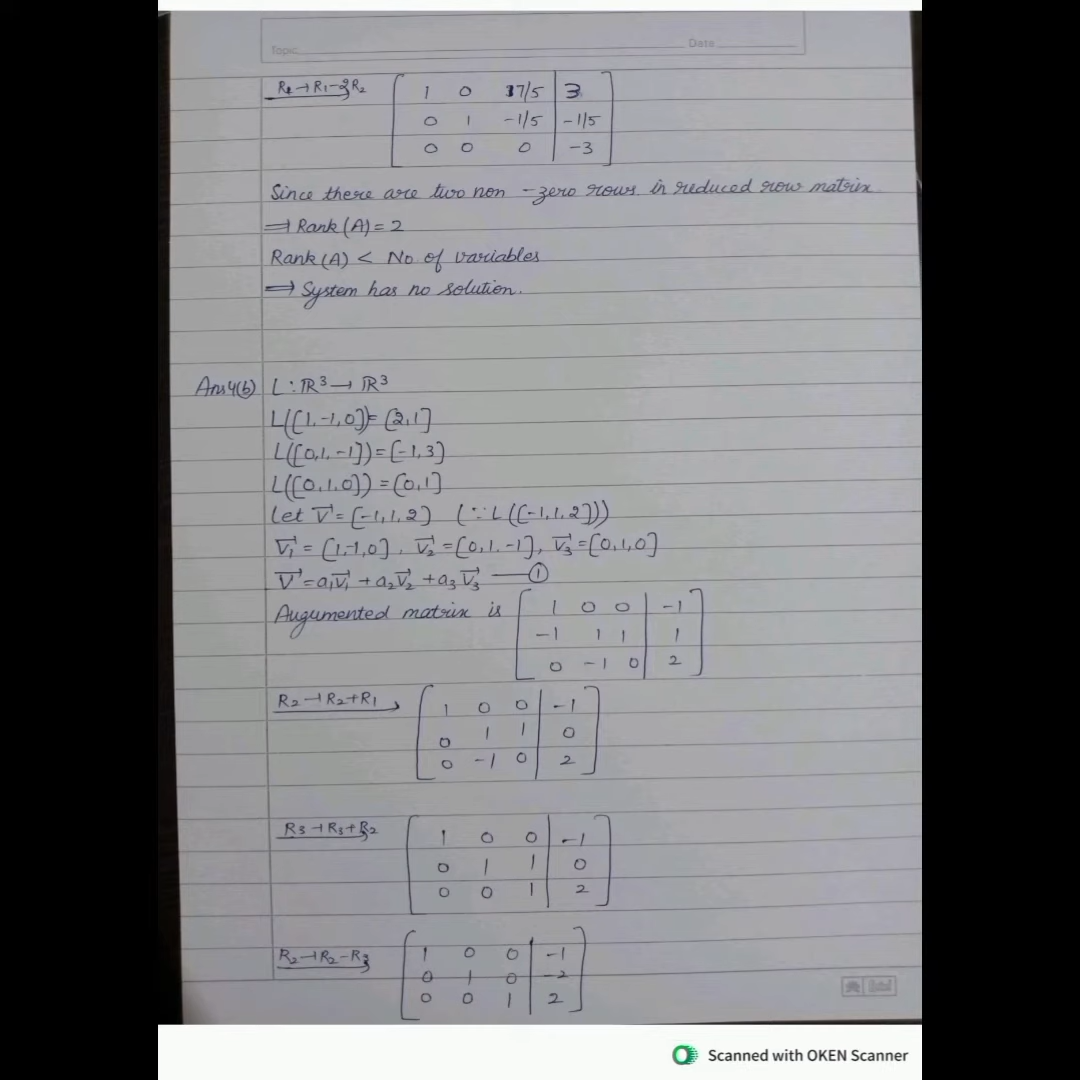 Topic Date
R₁→R₁-3R₂ [ 1 0 17/5 | 3
0 1 -1/5 | -1/5
0 0 0 | -3 ]
Since there are two non-zero rows in reduced row matrix
⇒ Rank (A) = 2
Rank (A) < No of variables
⇒ System has no solution.
Ans 4(b) L : ℝ³ → ℝ³
L([1,-1,0]) = [2,1]
L([0,1,-1]) = [-1,3]
L([0,1,0]) = [0,1]
Let V⃗ = [-1,1,2] (∵ L([-1,1,2]))
V⃗₁ = [1,-1,0], V⃗₂ = [0,1,-1], V⃗₃ = [0,1,0]
V⃗ = a₁V⃗₁ + a₂V⃗₂ + a₃V⃗₃ —①
Augumented matrix is [ 1 0 0 | -1
-1 1 1 | 1
0 -1 0 | 2 ]
R₂→R₂+R₁ [ 1 0 0 | -1
0 1 1 | 0
0 -1 0 | 2 ]
R₃→R₃+R₂ [ 1 0 0 | -1
0 1 1 | 0
0 0 1 | 2 ]
R₂→R₂-R₃ [ 1 0 0 | -1
0 1 0 | -2
0 0 1 | 2 ]
Scanned with OKEN Scanner